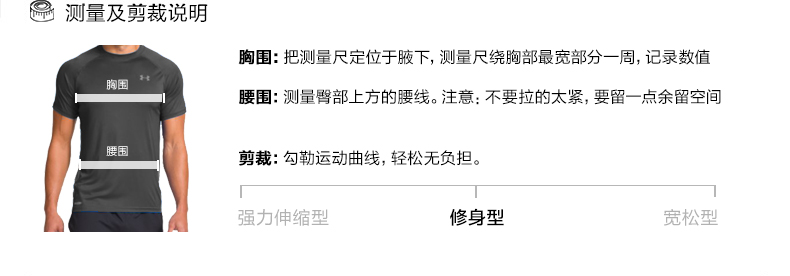 测量及剪裁说明
胸围：把测量尺定位于腋下，测量尺绕胸部最宽部分一周，记录数值
胸围
腰围：测量臀部上方的腰线。注意：不要拉的太紧，要留一点余留空间
腰围
剪裁：勾勒运动曲线，轻松无负担。
强力伸缩型 修身型 宽松型